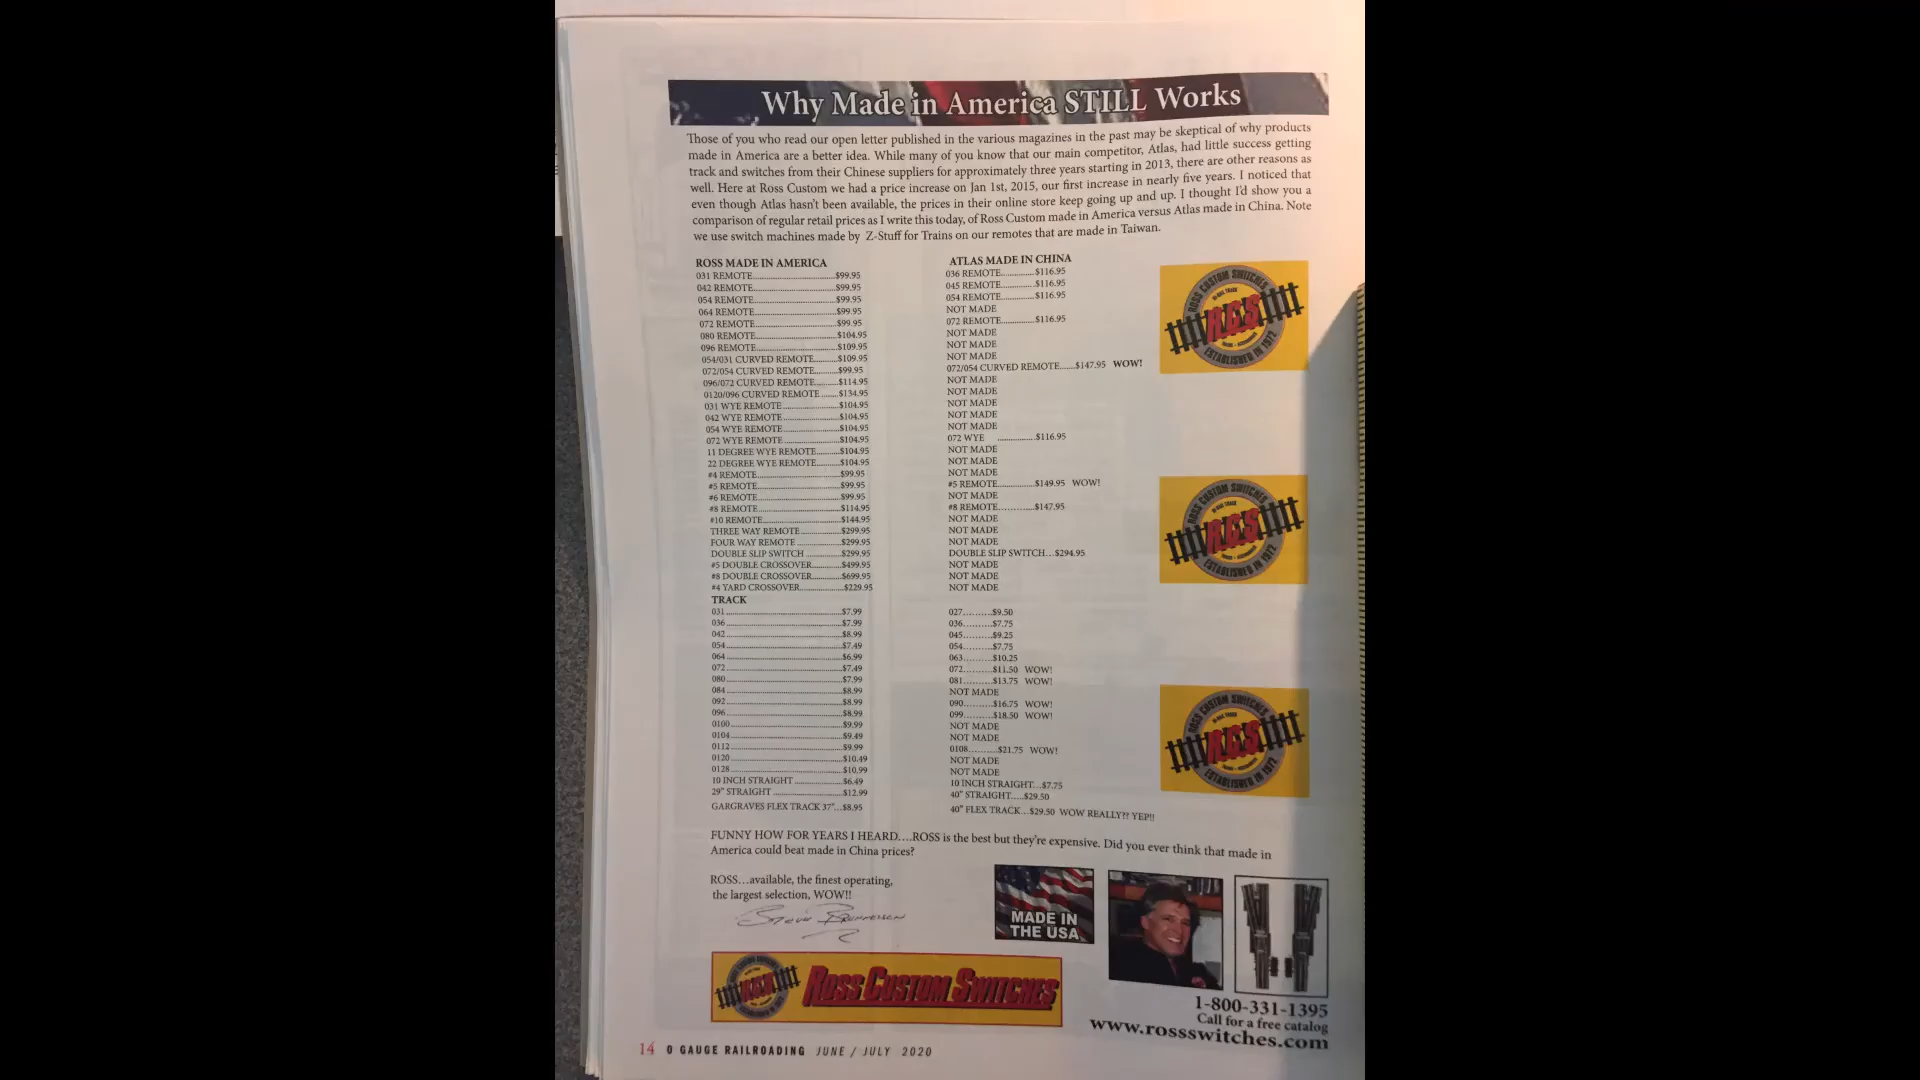 Why Made in America STILL Works
Those of you who read our open letter published in the various magazines in the past may be skeptical of why products
made in America are a better idea. While many of you know that our main competitor, Atlas, had little success getting
track and switches from their Chinese suppliers for approximately three years starting in 2013, there are other reasons as
well. Here at Ross Custom we had a price increase on Jan 1st, 2015, our first increase in nearly five years. I noticed that
even though Atlas hasn't been available, the prices in their online store keep going up and up. I thought I'd show you a
comparison of regular retail prices as I write this today, of Ross Custom made in America versus Atlas made in China. Note
we use switch machines made by Z-Stuff for Trains on our remotes that are made in Taiwan.
ROSS MADE IN AMERICA
031 REMOTE...$99.95
042 REMOTE...$99.95
054 REMOTE...$99.95
064 REMOTE...$99.95
072 REMOTE...$99.95
080 REMOTE...$104.95
096 REMOTE...$109.95
054/031 CURVED REMOTE...$109.95
072/054 CURVED REMOTE...$99.95
096/072 CURVED REMOTE...$114.95
0120/096 CURVED REMOTE...$134.95
031 WYE REMOTE...$104.95
042 WYE REMOTE...$104.95
054 WYE REMOTE...$104.95
072 WYE REMOTE...$104.95
11 DEGREE WYE REMOTE...$104.95
22 DEGREE WYE REMOTE...$104.95
#4 REMOTE...$99.95
#5 REMOTE...$99.95
#6 REMOTE...$99.95
#8 REMOTE...$114.95
#10 REMOTE...$144.95
THREE WAY REMOTE...$299.95
FOUR WAY REMOTE...$299.95
DOUBLE SLIP SWITCH...$299.95
#5 DOUBLE CROSSOVER...$499.95
#8 DOUBLE CROSSOVER...$699.95
#4 YARD CROSSOVER...$229.95
TRACK
031...$7.99
036...$7.99
042...$8.99
054...$7.49
064...$6.99
072...$7.49
080...$7.99
084...$8.99
092...$8.99
096...$8.99
0100...$9.99
0104...$9.49
0112...$9.99
0120...$10.49
0128...$10.99
10 INCH STRAIGHT...$6.49
29" STRAIGHT...$12.99
GARGRAVES FLEX TRACK 37"...$8.95
ATLAS MADE IN CHINA
036 REMOTE...$116.95
045 REMOTE...$116.95
054 REMOTE...$116.95
NOT MADE
072 REMOTE...$116.95
NOT MADE
NOT MADE
NOT MADE
072/054 CURVED REMOTE...$147.95 WOW!
NOT MADE
NOT MADE
NOT MADE
NOT MADE
NOT MADE
072 WYE ...$116.95
NOT MADE
NOT MADE
NOT MADE
#5 REMOTE...$149.95 WOW!
NOT MADE
#8 REMOTE...$147.95
NOT MADE
NOT MADE
NOT MADE
DOUBLE SLIP SWITCH...$294.95
NOT MADE
NOT MADE
NOT MADE
027...$9.50
036...$7.75
045...$9.25
054...$7.75
063...$10.25
072...$11.50 WOW!
081...$13.75 WOW!
NOT MADE
090...$16.75 WOW!
099...$18.50 WOW!
NOT MADE
NOT MADE
0108...$21.75 WOW!
NOT MADE
NOT MADE
10 INCH STRAIGHT...$7.75
40" STRAIGHT...$29.50
40" FLEX TRACK...$29.50 WOW REALLY?? YEP!!
ROSS CUSTOM SWITCHES
RCS
ESTABLISHED IN 1972
ROSS CUSTOM SWITCHES
RCS
ESTABLISHED IN 1972
ROSS CUSTOM SWITCHES
RCS
ESTABLISHED IN 1972
FUNNY HOW FOR YEARS I HEARD....ROSS is the best but they're expensive. Did you ever think that made in
America could beat made in China prices?
ROSS...available, the finest operating,
the largest selection, WOW!!
MADE IN
THE USA
ROSS CUSTOM SWITCHES
1-800-331-1395
Call for a free catalog
www.rossswitches.com
14 O GAUGE RAILROADING JUNE / JULY 2020